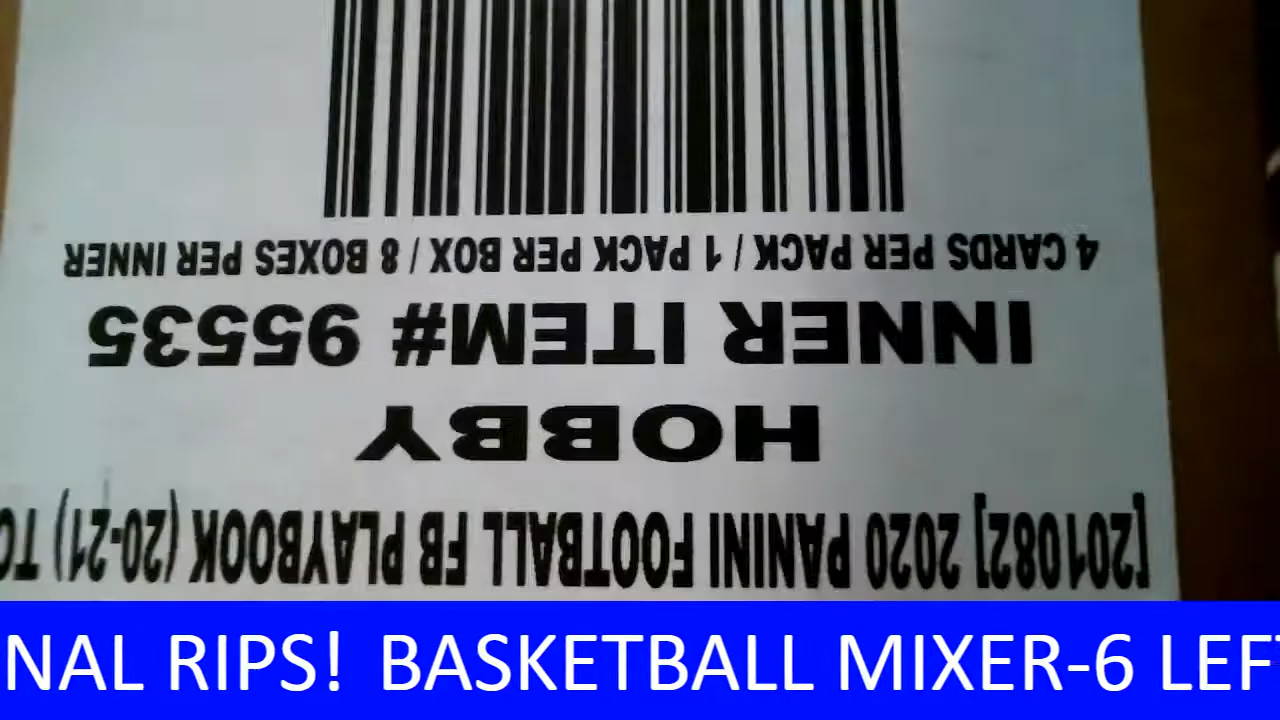 [201082] 2020 PANINI FOOTBALL FB PLAYBOOK (20-21) TC
HOBBY
INNER ITEM# 95535
4 CARDS PER PACK / 1 PACK PER BOX / 8 BOXES PER INNER
NAL RIPS! BASKETBALL MIXER-6 LEF